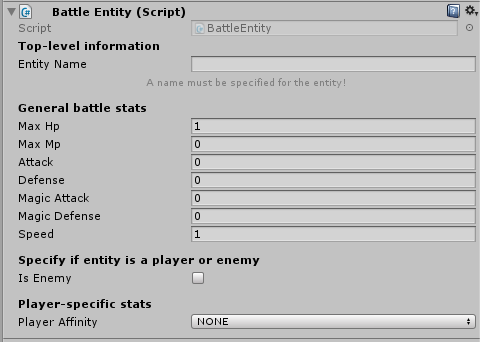 Battle Entity (Script)
Script BattleEntity
Top-level information
Entity Name
A name must be specified for the entity!
General battle stats
Max Hp 1
Max Mp 0
Attack 0
Defense 0
Magic Attack 0
Magic Defense 0
Speed 1
Specify if entity is a player or enemy
Is Enemy
Player-specific stats
Player Affinity NONE